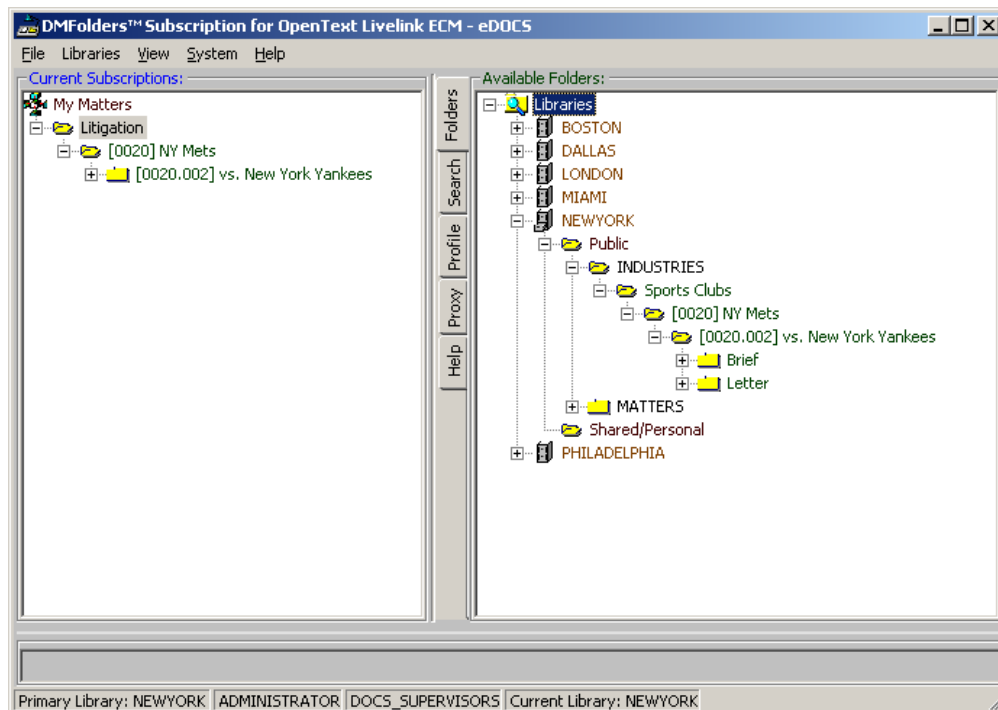 DMFolders™ Subscription for OpenText Livelink ECM - eDOCS
File Libraries View System Help
Current Subscriptions:
My Matters
Litigation
[0020] NY Mets
[0020.002] vs. New York Yankees
Folders
Search
Profile
Proxy
Help
Available Folders:
Libraries
BOSTON
DALLAS
LONDON
MIAMI
NEWYORK
Public
INDUSTRIES
Sports Clubs
[0020] NY Mets
[0020.002] vs. New York Yankees
Brief
Letter
MATTERS
Shared/Personal
PHILADELPHIA
Primary Library: NEWYORK ADMINISTRATOR DOCS_SUPERVISORS Current Library: NEWYORK